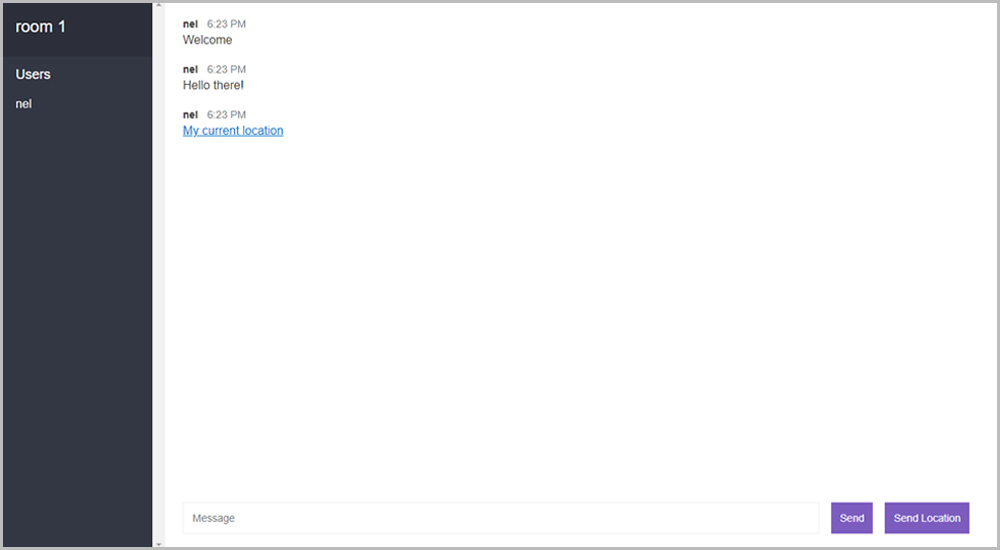 room 1
Users
nel
nel 6:23 PM
Welcome
nel 6:23 PM
Hello there!
nel 6:23 PM
My current location
Message
Send
Send Location